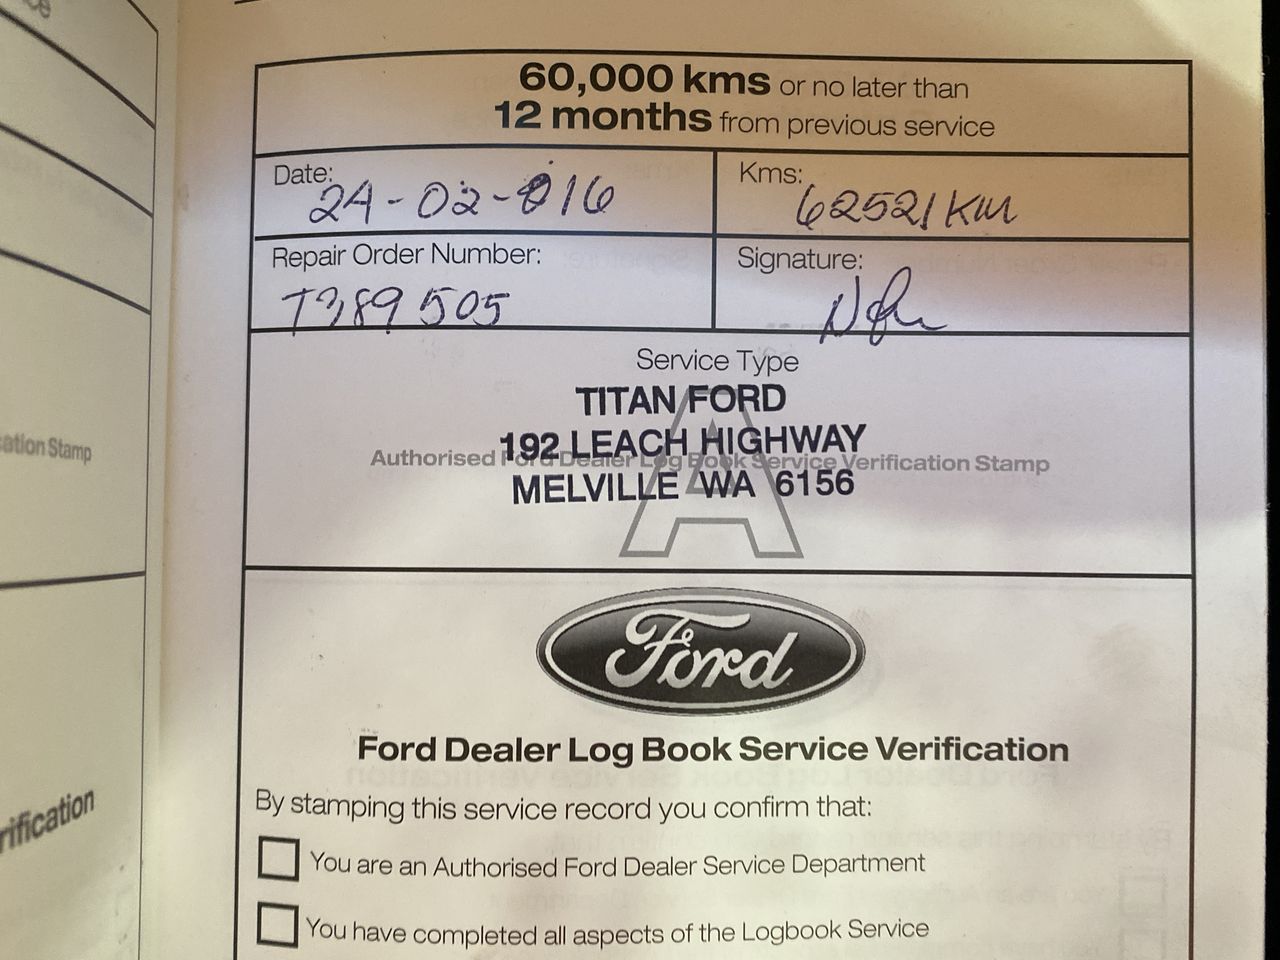 60,000 kms or no later than
12 months from previous service
Date:
24-02-016
Kms:
62521KM
Repair Order Number:
T389505
Signature:
Service Type
A
TITAN FORD
192 LEACH HIGHWAY
Authorised Ford Dealer Log Book Service Verification Stamp
MELVILLE WA 6156
Ford
Ford Dealer Log Book Service Verification
By stamping this service record you confirm that:
You are an Authorised Ford Dealer Service Department
You have completed all aspects of the Logbook Service
ation Stamp
rification